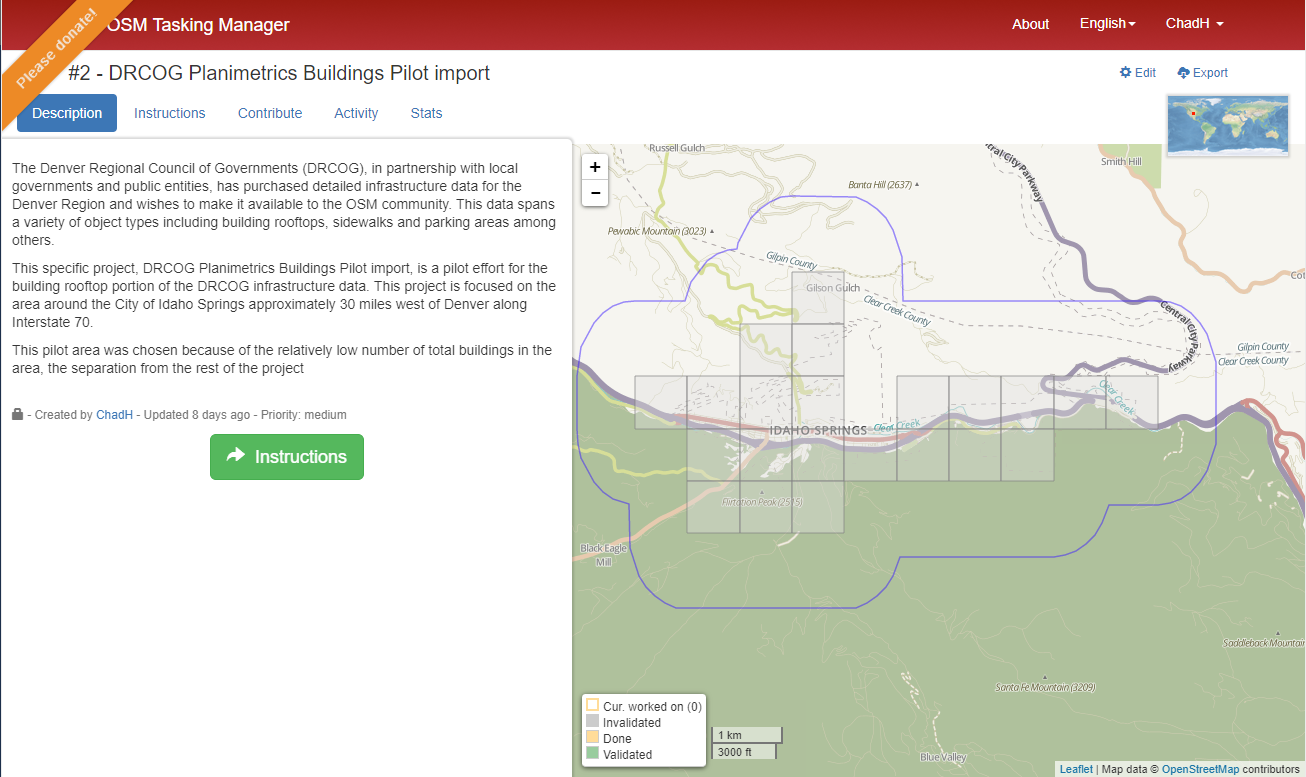 Please donate!
OSM Tasking Manager
About English ChadH
#2 - DRCOG Planimetrics Buildings Pilot import
Edit Export
Description Instructions Contribute Activity Stats
The Denver Regional Council of Governments (DRCOG), in partnership with local
governments and public entities, has purchased detailed infrastructure data for the
Denver Region and wishes to make it available to the OSM community. This data spans
a variety of object types including building rooftops, sidewalks and parking areas among
others.
This specific project, DRCOG Planimetrics Buildings Pilot import, is a pilot effort for the
building rooftop portion of the DRCOG infrastructure data. This project is focused on the
area around the City of Idaho Springs approximately 30 miles west of Denver along
Interstate 70.
This pilot area was chosen because of the relatively low number of total buildings in the
area, the separation from the rest of the project
- Created by ChadH - Updated 8 days ago - Priority: medium
Instructions
+
−
Russell Gulch
Central City Parkway
Smith Hill
Banta Hill (2637)
Pewabic Mountain (3023)
Gilpin County
Gilson Gulch
Clear Creek County
Central City Parkway
Gilpin County
Clear Creek County
Clear Creek
IDAHO SPRINGS
Clear Creek
Flirtation Peak (2515)
Black Eagle
Mill
Saddleback Mountain
Santa Fe Mountain (3209)
Blue Valley
Cur. worked on (0)
Invalidated
Done
Validated
1 km
3000 ft
Leaflet | Map data © OpenStreetMap contributors